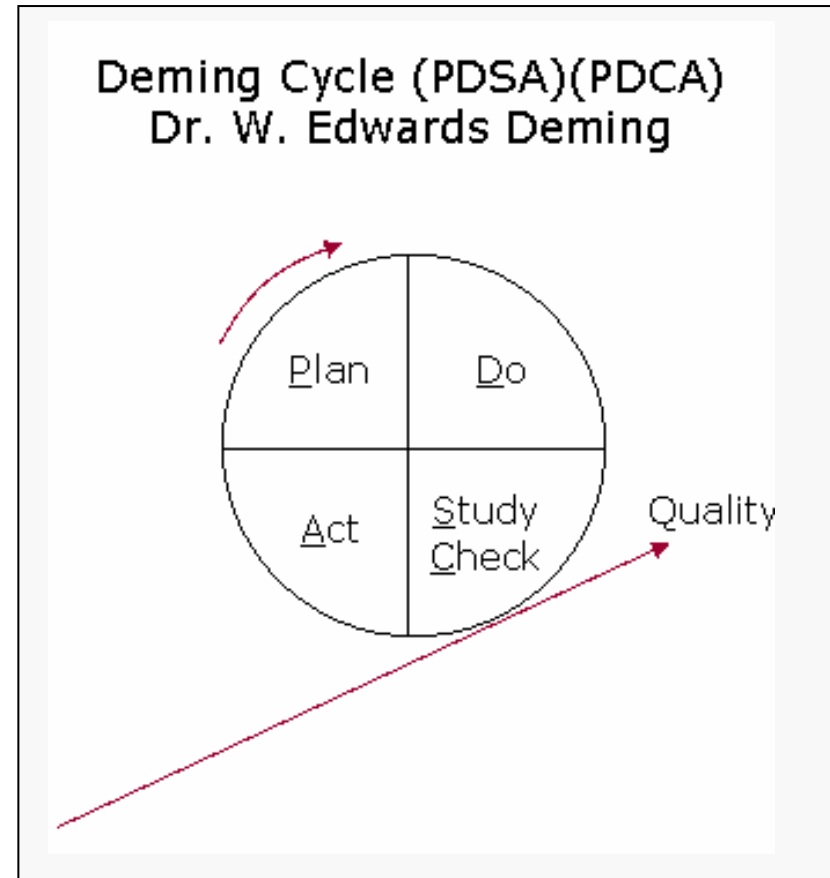 Deming Cycle (PDSA)(PDCA)
Dr. W. Edwards Deming
Plan
Do
Act
Study
Check
Quality